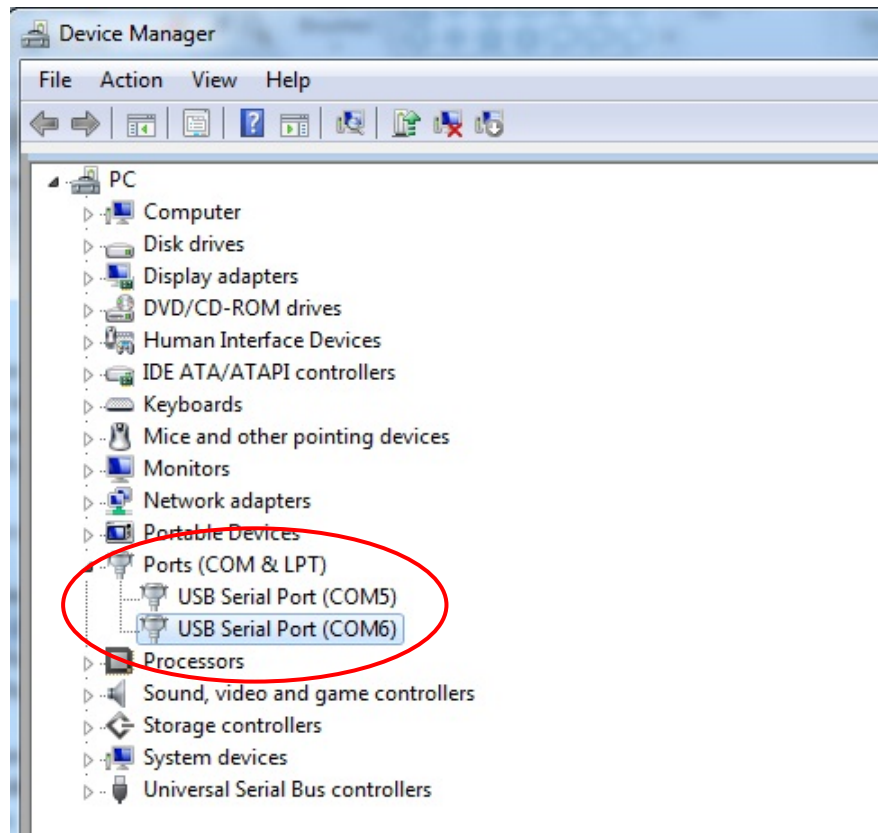 Device Manager
File Action View Help
PC
Computer
Disk drives
Display adapters
DVD/CD-ROM drives
Human Interface Devices
IDE ATA/ATAPI controllers
Keyboards
Mice and other pointing devices
Monitors
Network adapters
Portable Devices
Ports (COM & LPT)
USB Serial Port (COM5)
USB Serial Port (COM6)
Processors
Sound, video and game controllers
Storage controllers
System devices
Universal Serial Bus controllers